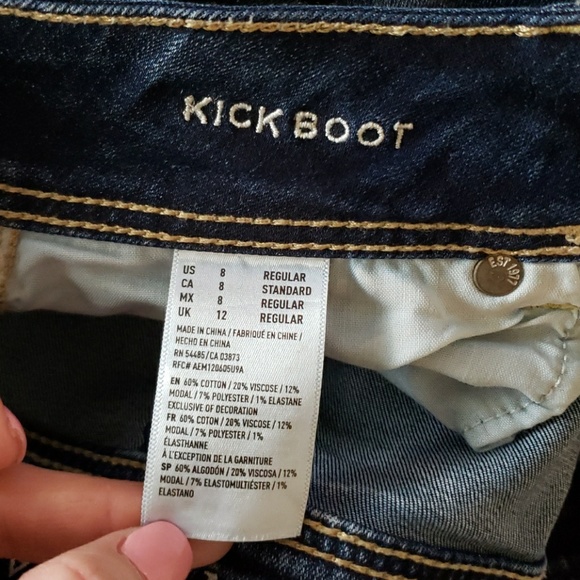 KICK BOOT
EST 1977
US 8 REGULAR
CA 8 STANDARD
MX 8 REGULAR
UK 12 REGULAR
MADE IN CHINA / FABRIQUÉ EN CHINE /
HECHO EN CHINA
RN 54485/CA 03873
RFC# AEM120605U9A
EN 60% COTTON / 20% VISCOSE / 12%
MODAL / 7% POLYESTER / 1% ELASTANE
EXCLUSIVE OF DECORATION
FR 60% COTON / 20% VISCOSE / 12%
MODAL / 7% POLYESTER / 1%
ÉLASTHANNE
À L'EXCEPTION DE LA GARNITURE
SP 60% ALGODÓN / 20% VISCOSA / 12%
MODAL / 7% ELASTOMULTIÉSTER / 1%
ELASTANO